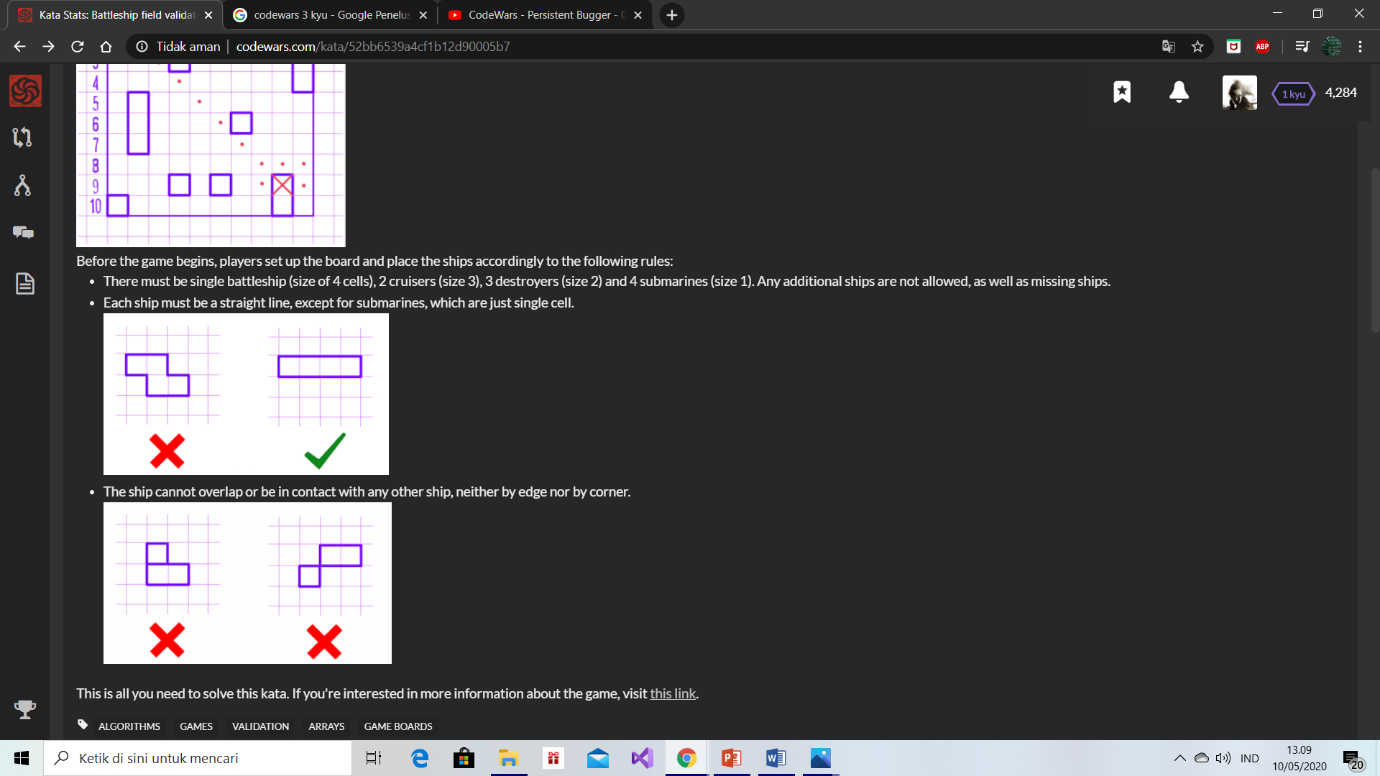 Kata Stats: Battleship field validat
codewars 3 kyu - Google Penelus
CodeWars - Persistent Bugger -
Tidak aman | codewars.com/kata/52bb6539a4cf1b12d90005b7
ABP
1 kyu 4,284
4
5
6
7
8
9
10
Before the game begins, players set up the board and place the ships accordingly to the following rules:
• There must be single battleship (size of 4 cells), 2 cruisers (size 3), 3 destroyers (size 2) and 4 submarines (size 1). Any additional ships are not allowed, as well as missing ships.
• Each ship must be a straight line, except for submarines, which are just single cell.
• The ship cannot overlap or be in contact with any other ship, neither by edge nor by corner.
This is all you need to solve this kata. If you're interested in more information about the game, visit this link.
ALGORITHMS GAMES VALIDATION ARRAYS GAME BOARDS
Ketik di sini untuk mencari
IND
13.09
10/05/2020
20